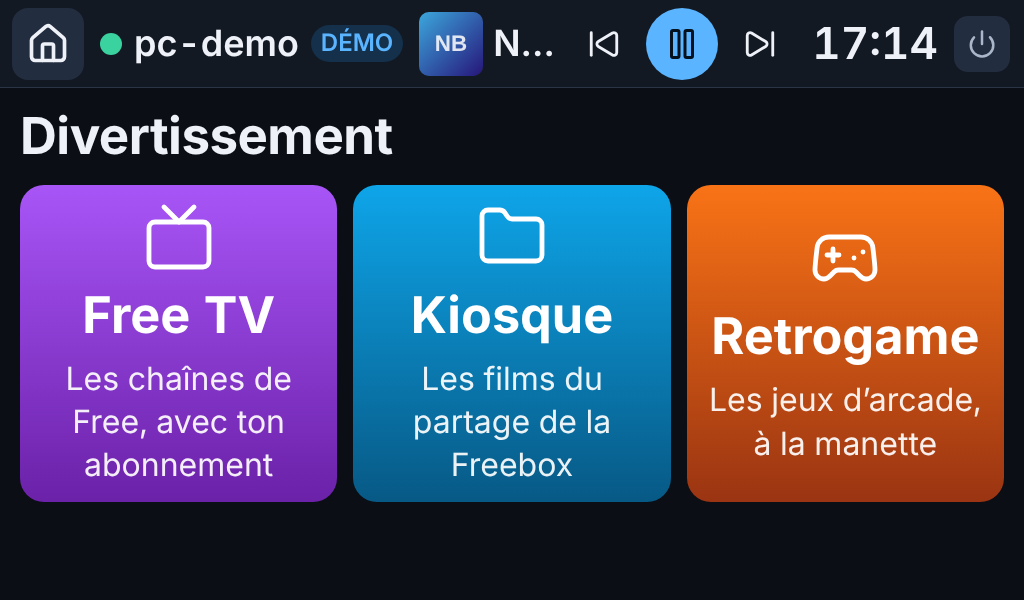 pc-demo DÉMO NB N... 17:14
Divertissement
Free TV
Les chaînes de
Free, avec ton
abonnement
Kiosque
Les films du
partage de la
Freebox
Retrogame
Les jeux d’arcade,
à la manette